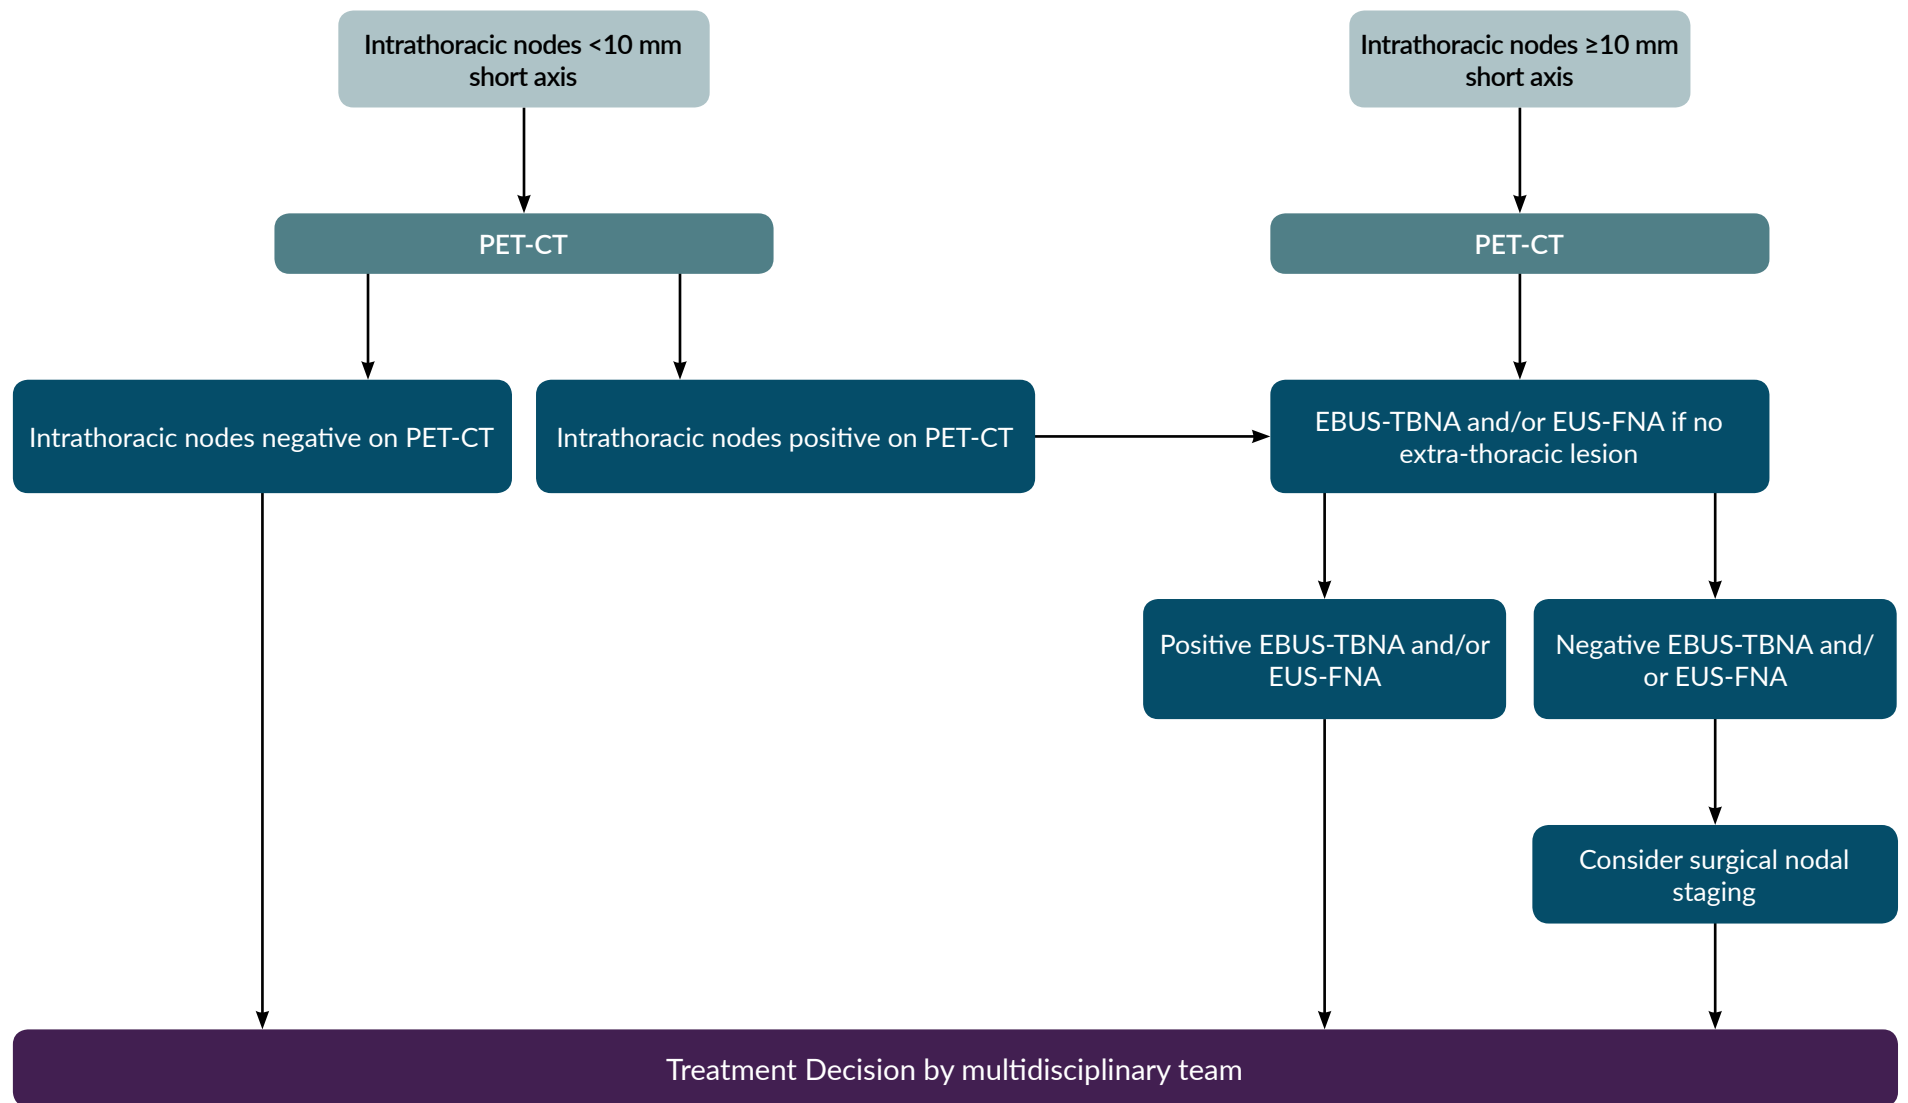 Intrathoracic nodes <10 mm
short axis
Intrathoracic nodes ≥10 mm
short axis
PET-CT
PET-CT
Intrathoracic nodes negative on PET-CT
Intrathoracic nodes positive on PET-CT
EBUS-TBNA and/or EUS-FNA if no
extra-thoracic lesion
Positive EBUS-TBNA and/or
EUS-FNA
Negative EBUS-TBNA and/
or EUS-FNA
Consider surgical nodal
staging
Treatment Decision by multidisciplinary team